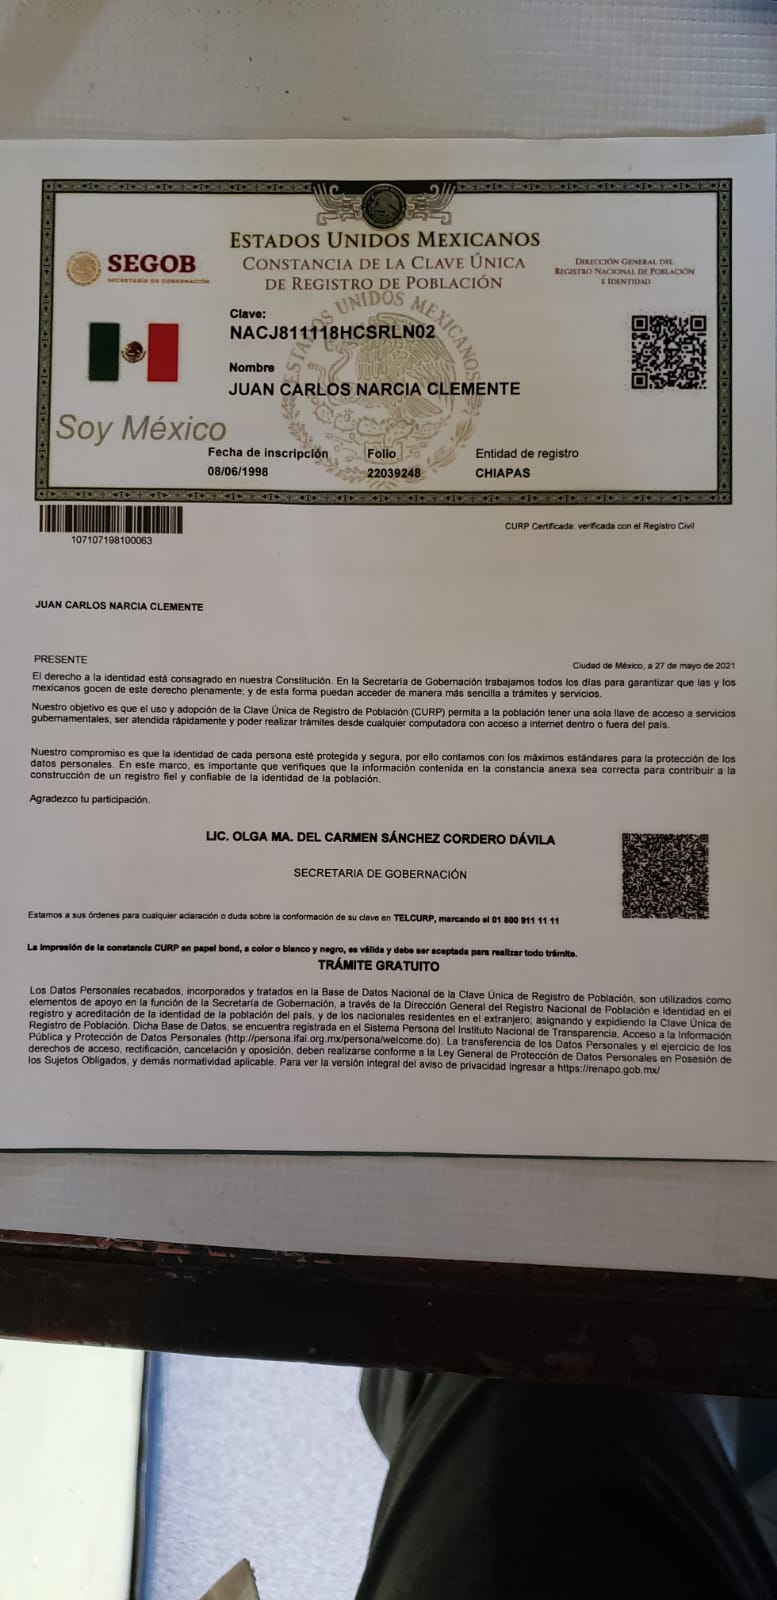 ESTADOS UNIDOS MEXICANOS
CONSTANCIA DE LA CLAVE ÚNICA
DE REGISTRO DE POBLACIÓN
SEGOB
SECRETARÍA DE GOBERNACIÓN
DIRECCIÓN GENERAL DEL
REGISTRO NACIONAL DE POBLACIÓN
E IDENTIDAD
ESTADOS UNIDOS MEXICANOS
Clave:
NACJ811118HCSRLN02
Nombre
JUAN CARLOS NARCIA CLEMENTE
Soy México
Fecha de inscripción Folio Entidad de registro
08/06/1998 22039248 CHIAPAS
107107198100063
CURP Certificada: verificada con el Registro Civil
JUAN CARLOS NARCIA CLEMENTE
PRESENTE
Ciudad de México, a 27 de mayo de 2021
El derecho a la identidad está consagrado en nuestra Constitución. En la Secretaría de Gobernación trabajamos todos los días para garantizar que las y los
mexicanos gocen de este derecho plenamente; y de esta forma puedan acceder de manera más sencilla a trámites y servicios.
Nuestro objetivo es que el uso y adopción de la Clave Única de Registro de Población (CURP) permita a la población tener una sola llave de acceso a servicios
gubernamentales, ser atendida rápidamente y poder realizar trámites desde cualquier computadora con acceso a internet dentro o fuera del país.
Nuestro compromiso es que la identidad de cada persona esté protegida y segura, por ello contamos con los máximos estándares para la protección de los
datos personales. En este marco, es importante que verifiques que la información contenida en la constancia anexa sea correcta para contribuir a la
construcción de un registro fiel y confiable de la identidad de la población.
Agradezco tu participación.
LIC. OLGA MA. DEL CARMEN SÁNCHEZ CORDERO DÁVILA
SECRETARIA DE GOBERNACIÓN
Estamos a sus órdenes para cualquier aclaración o duda sobre la conformación de su clave en TELCURP, marcando el 01 800 911 11 11
La impresión de la constancia CURP en papel bond, a color o blanco y negro, es válida y debe ser aceptada para realizar todo trámite.
TRÁMITE GRATUITO
Los Datos Personales recabados, incorporados y tratados en la Base de Datos Nacional de la Clave Única de Registro de Población, son utilizados como
elementos de apoyo en la función de la Secretaría de Gobernación, a través de la Dirección General del Registro Nacional de Población e Identidad en el
registro y acreditación de la identidad de la población del país, y de los nacionales residentes en el extranjero; asignando y expidiendo la Clave Única de
Registro de Población. Dicha Base de Datos, se encuentra registrada en el Sistema Persona del Instituto Nacional de Transparencia, Acceso a la Información
Pública y Protección de Datos Personales (http://persona.ifai.org.mx/persona/welcome.do). La transferencia de los Datos Personales y el ejercicio de los
derechos de acceso, rectificación, cancelación y oposición, deben realizarse conforme a la Ley General de Protección de Datos Personales en Posesión de
los Sujetos Obligados, y demás normatividad aplicable. Para ver la versión integral del aviso de privacidad ingresar a https://renapo.gob.mx/